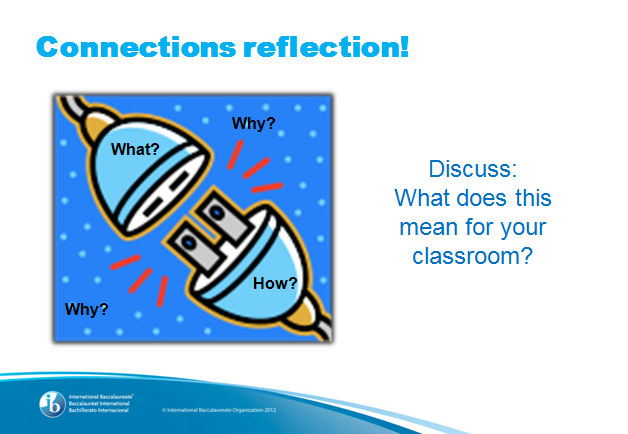 Connections reflection!
Why?
What?
How?
Why?
Discuss:
What does this
mean for your
classroom?
International Baccalaureate®
Baccalauréat International
Bachillerato Internacional
© International Baccalaureate Organization 2012